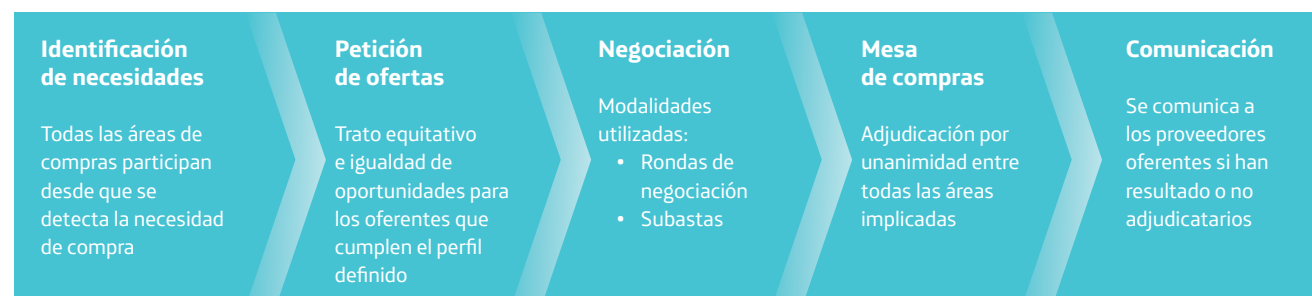 Identificación
de necesidades
Todas las áreas de
compras participan
desde que se
detecta la necesidad
de compra
Petición
de ofertas
Trato equitativo
e igualdad de
oportunidades para
los oferentes que
cumplen el perfil
definido
Negociación
Modalidades
utilizadas:
• Rondas de
negociación
• Subastas
Mesa
de compras
Adjudicación por
unanimidad entre
todas las áreas
implicadas
Comunicación
Se comunica a
los proveedores
oferentes si han
resultado o no
adjudicatarios